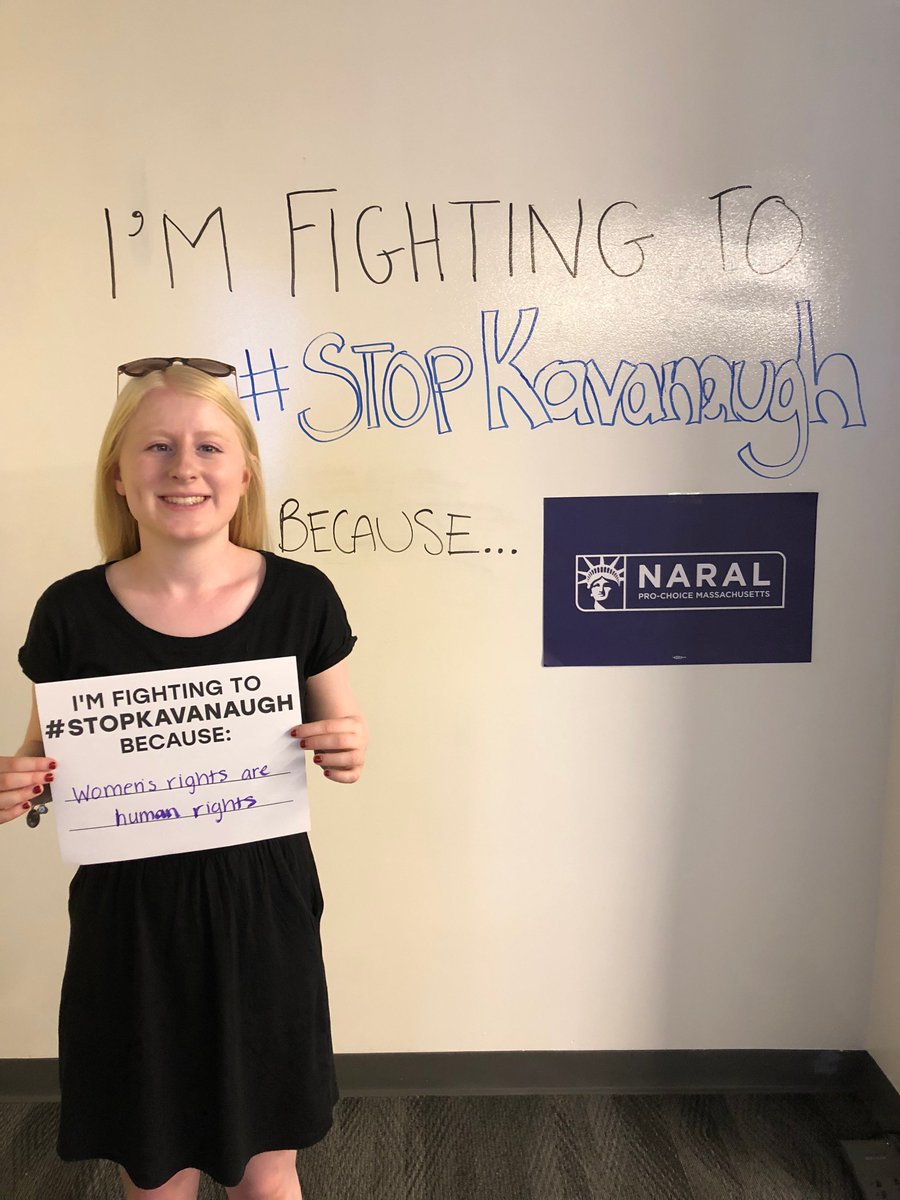 I'M FIGHTING TO
#STOPKavanaugh
BECAUSE...
NARAL
PRO-CHOICE MASSACHUSETTS
I'M FIGHTING TO
#STOPKAVANAUGH
BECAUSE:
Women's rights are
human rights